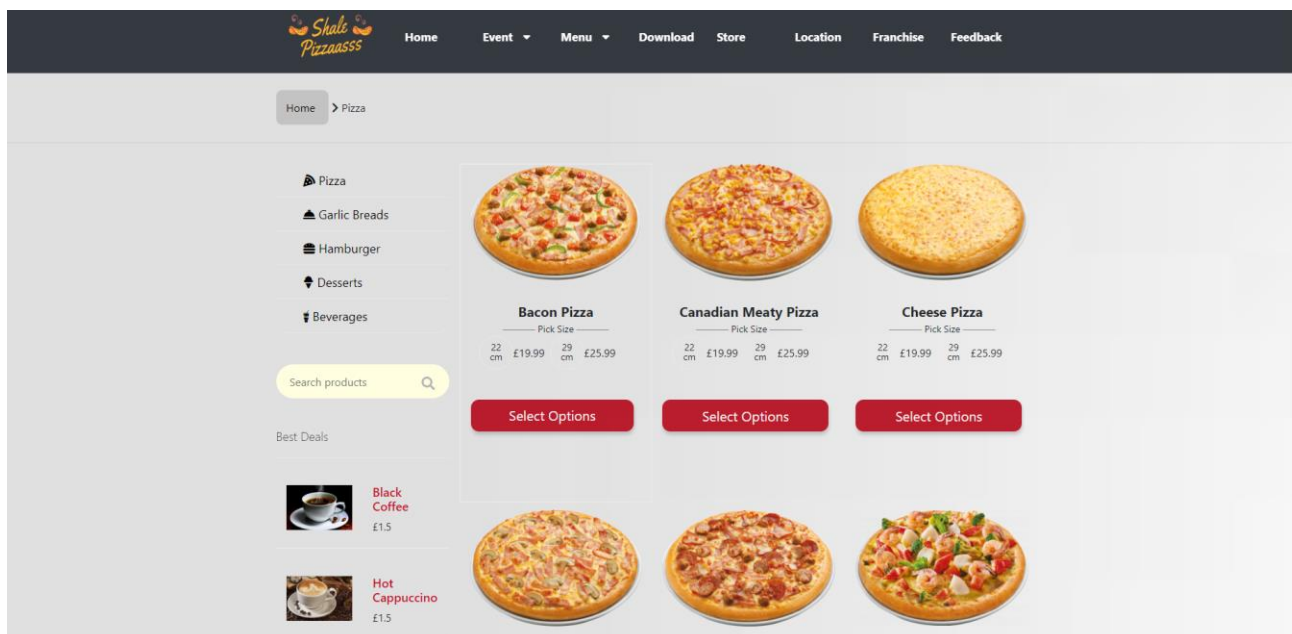 Shale
Pizzaasss
Home Event Menu Download Store Location Franchise Feedback
Home Pizza
Pizza
Garlic Breads
Hamburger
Desserts
Beverages
Search products
Best Deals
Black
Coffee
£1.5
Hot
Cappuccino
£1.5
Bacon Pizza
Pick Size
22 cm £19.99 29 cm £25.99
Select Options
Canadian Meaty Pizza
Pick Size
22 cm £19.99 29 cm £25.99
Select Options
Cheese Pizza
Pick Size
22 cm £19.99 29 cm £25.99
Select Options